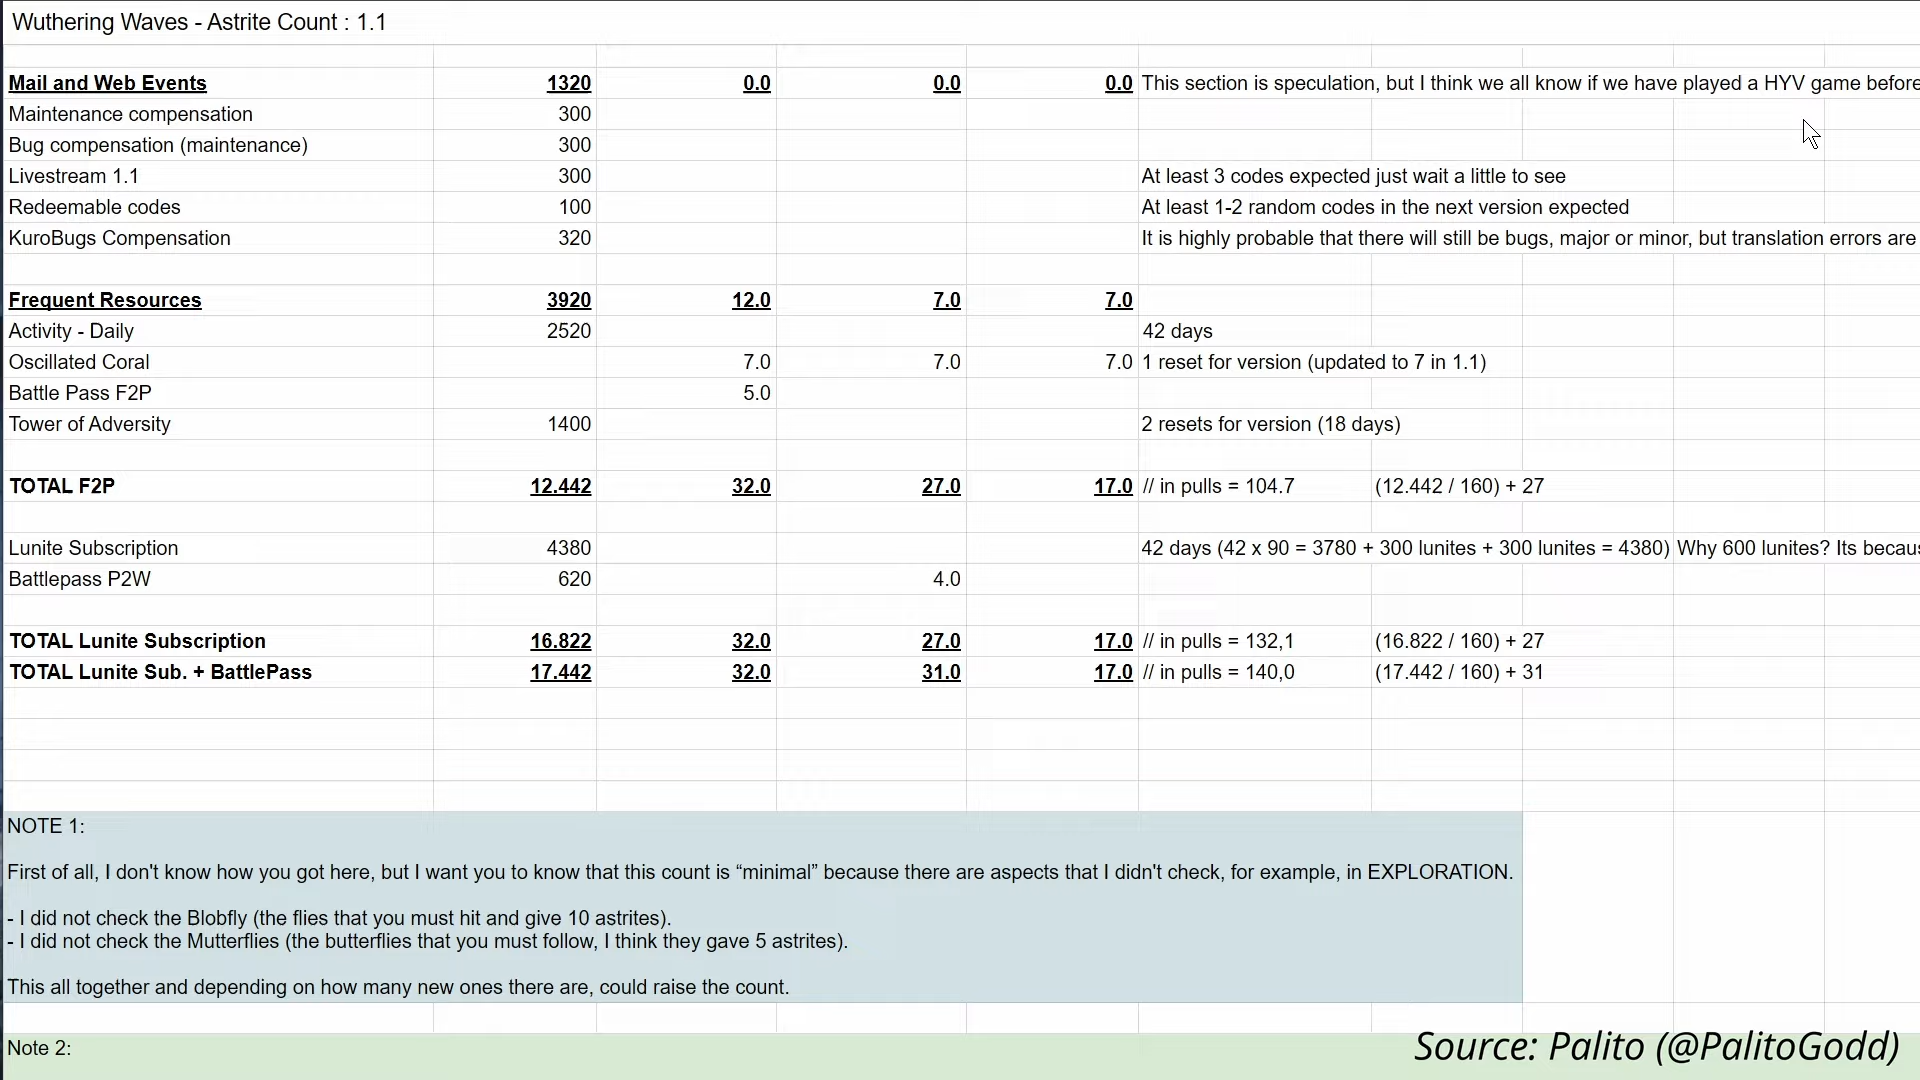 Wuthering Waves - Astrite Count : 1.1
Mail and Web Events 1320 0.0 0.0 0.0 This section is speculation, but I think we all know if we have played a HYV game before
Maintenance compensation 300
Bug compensation (maintenance) 300
Livestream 1.1 300 At least 3 codes expected just wait a little to see
Redeemable codes 100 At least 1-2 random codes in the next version expected
KuroBugs Compensation 320 It is highly probable that there will still be bugs, major or minor, but translation errors are
Frequent Resources 3920 12.0 7.0 7.0
Activity - Daily 2520 42 days
Oscillated Coral 7.0 7.0 7.0 1 reset for version (updated to 7 in 1.1)
Battle Pass F2P 5.0
Tower of Adversity 1400 2 resets for version (18 days)
TOTAL F2P 12.442 32.0 27.0 17.0 // in pulls = 104.7 (12.442 / 160) + 27
Lunite Subscription 4380 42 days (42 x 90 = 3780 + 300 lunites + 300 lunites = 4380) Why 600 lunites? Its
Battlepass P2W 620 4.0
TOTAL Lunite Subscription 16.822 32.0 27.0 17.0 // in pulls = 132,1 (16.822 / 160) + 27
TOTAL Lunite Sub. + BattlePass 17.442 32.0 31.0 17.0 // in pulls = 140,0 (17.442 / 160) + 31
NOTE 1:
First of all, I don't know how you got here, but I want you to know that this count is “minimal” because there are aspects that I didn't check, for example, in EXPLORATION.
- I did not check the Blobfly (the flies that you must hit and give 10 astrites).
- I did not check the Mutterflies (the butterflies that you must follow, I think they gave 5 astrites).
This all together and depending on how many new ones there are, could raise the count.
Note 2:
Source: Palito (@PalitoGodd)